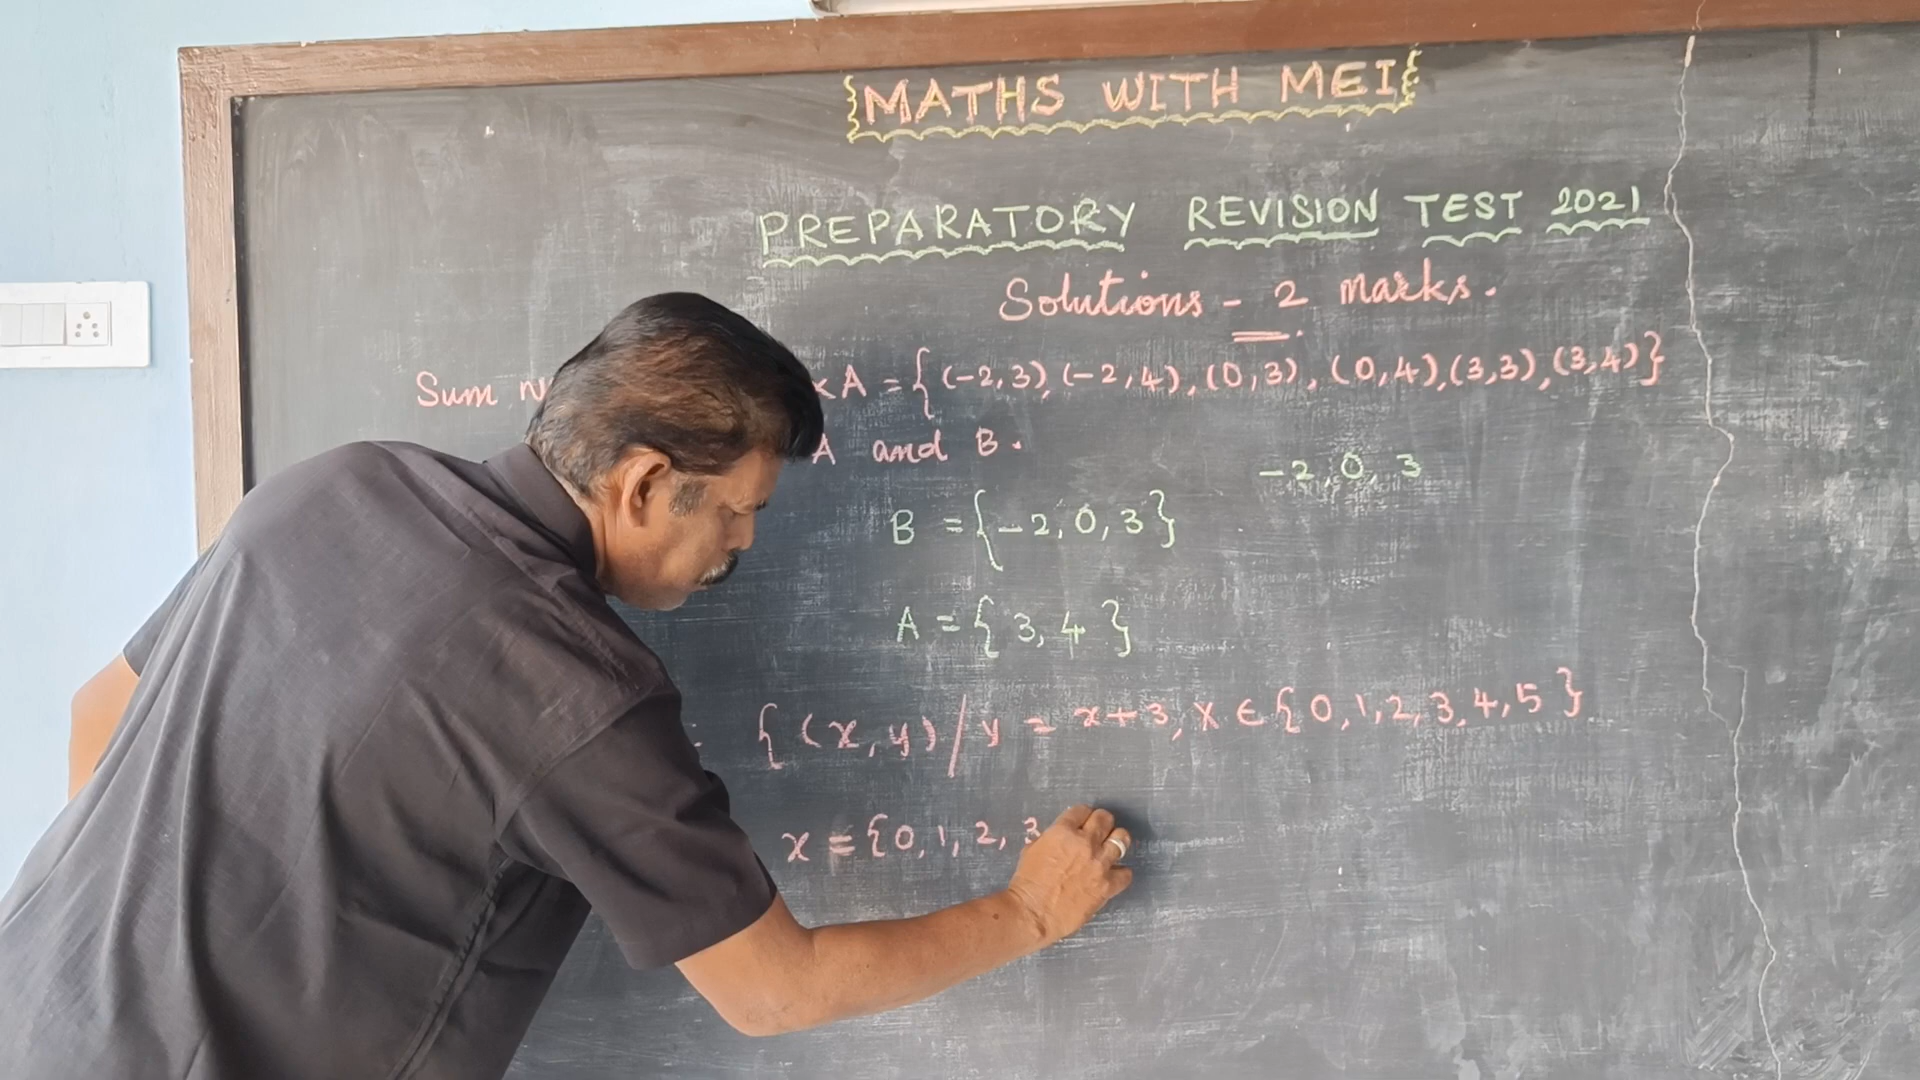 MATHS WITH MEI
PREPARATORY REVISION TEST 2021
Solutions - 2 marks.
Sum A = {(-2,3), (-2,4), (0,3), (0,4), (3,3), (3,4)}
A and B.
-2, 0, 3
B = {-2, 0, 3}
A = {3, 4}
{(x, y) / y = x+3, x ∈ {0, 1, 2, 3, 4, 5}
x = {0, 1, 2, 3